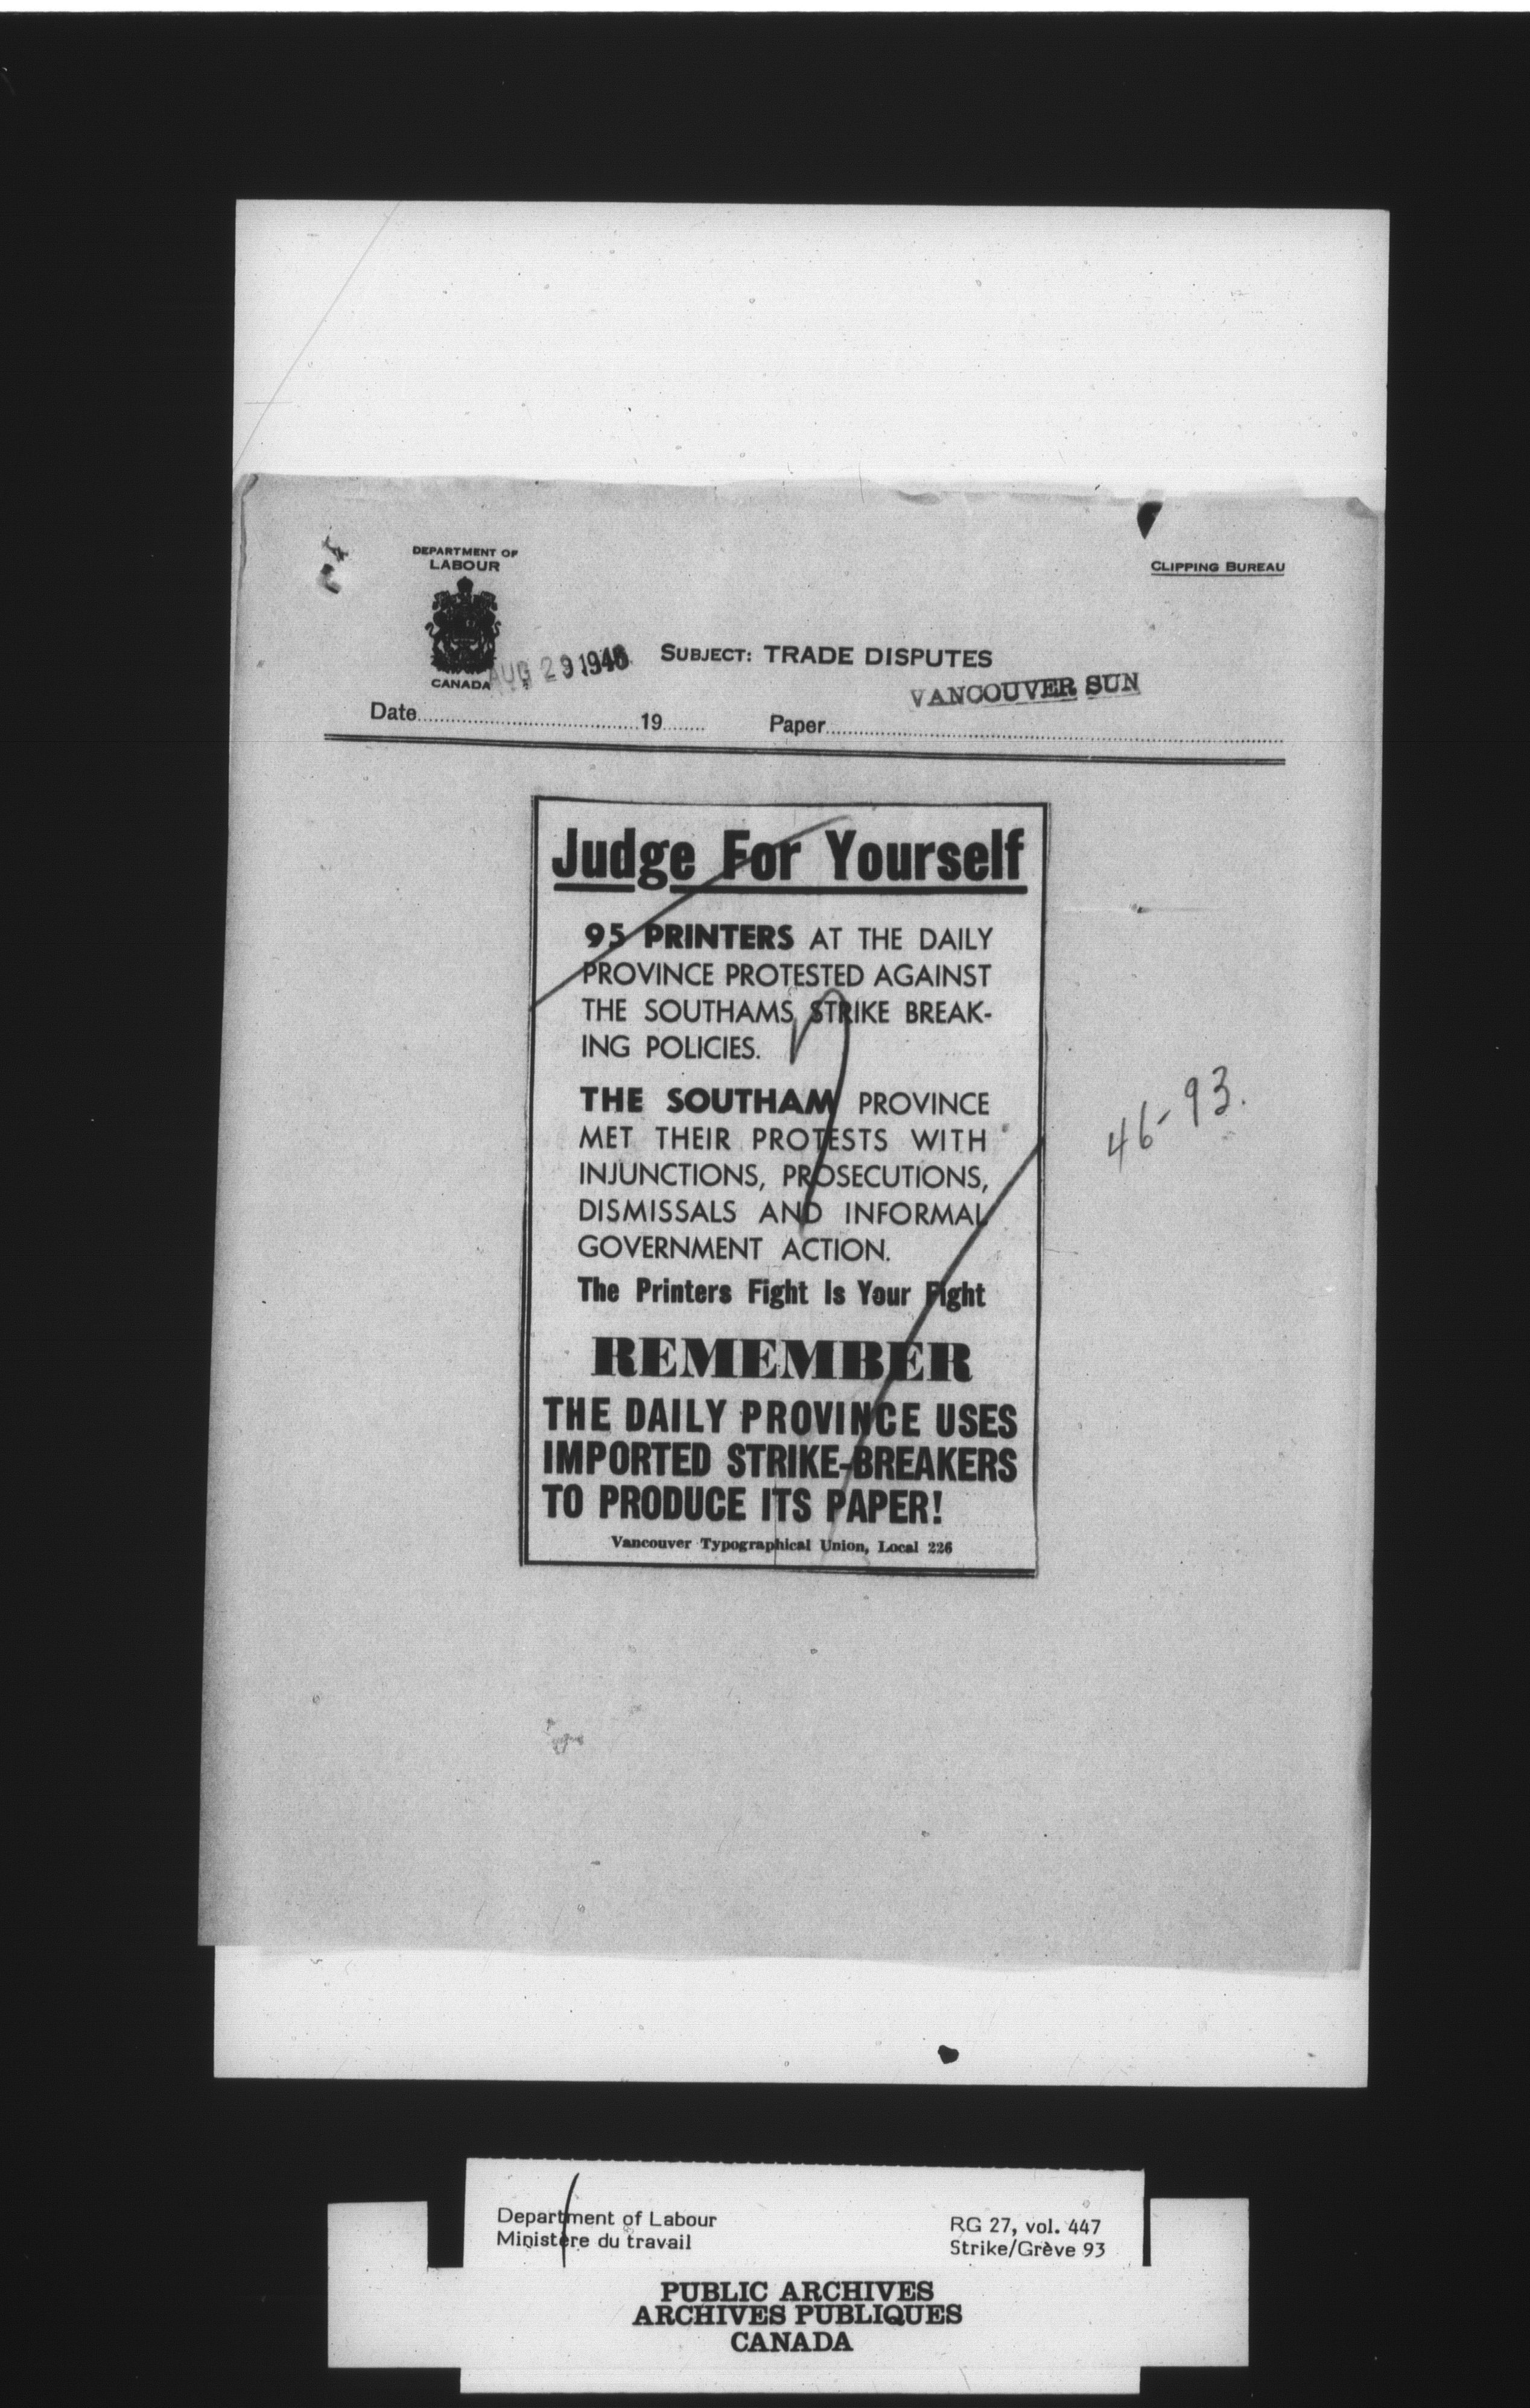 DEPARTMENT OF
LABOUR
CANADA
CLIPPING BUREAU
AUG 29 1946
SUBJECT: TRADE DISPUTES
VANCOUVER SUN
Date 19 Paper
Judge For Yourself
95 PRINTERS AT THE DAILY
PROVINCE PROTESTED AGAINST
THE SOUTHAMS STRIKE BREAK-
ING POLICIES.
THE SOUTHAM PROVINCE
MET THEIR PROTESTS WITH
INJUNCTIONS, PROSECUTIONS,
DISMISSALS AND INFORMAL
GOVERNMENT ACTION.
The Printers Fight Is Your Fight
REMEMBER
THE DAILY PROVINCE USES
IMPORTED STRIKE-BREAKERS
TO PRODUCE ITS PAPER!
Vancouver Typographical Union, Local 226
46-93.
Department of Labour
Ministère du travail
RG 27, vol. 447
Strike/Grève 93
PUBLIC ARCHIVES
ARCHIVES PUBLIQUES
CANADA